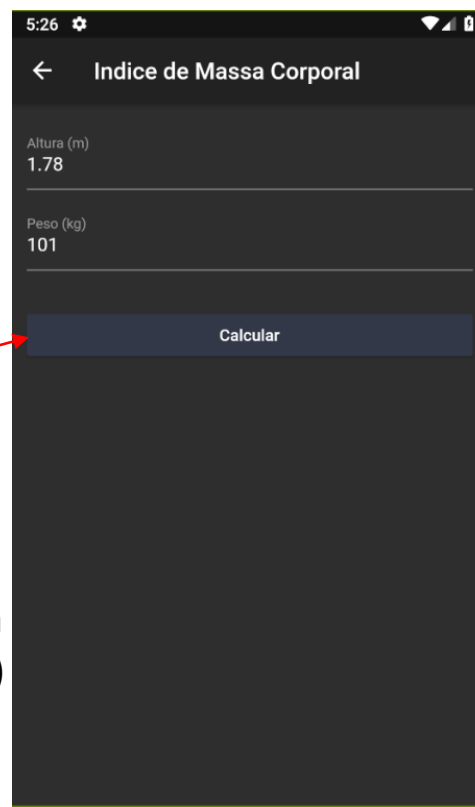 5:26
Indice de Massa Corporal
Altura (m)
1.78
Peso (kg)
101
Calcular
)